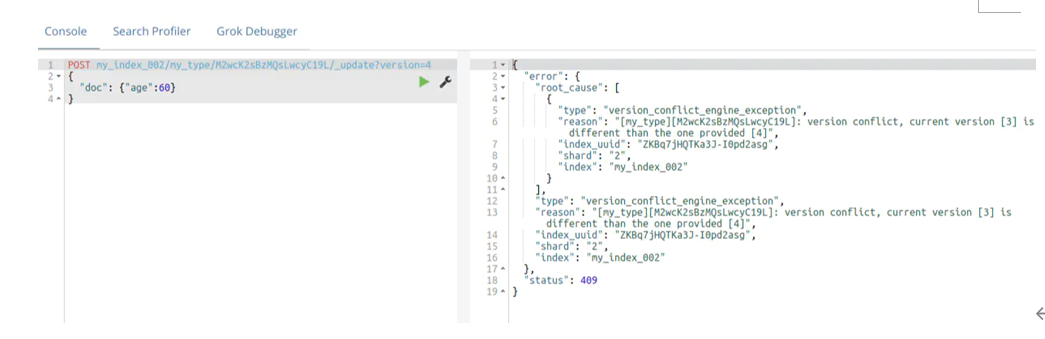 Console Search Profiler Grok Debugger
1 POST my_index_002/my_type/M2wcK2sBzMQsLwcyC19L/_update?version=4
2 {
3 "doc": {"age":60}
4 }
1 {
2 "error": {
3 "root_cause": [
4 {
5 "type": "version_conflict_engine_exception",
6 "reason": "[my_type][M2wcK2sBzMQsLwcyC19L]: version conflict, current version [3] is
different than the one provided [4]",
7 "index_uuid": "ZKBq7jHQTKa3J-I0pd2asg",
8 "shard": "2",
9 "index": "my_index_002"
10 }
11 ],
12 "type": "version_conflict_engine_exception",
13 "reason": "[my_type][M2wcK2sBzMQsLwcyC19L]: version conflict, current version [3] is
different than the one provided [4]",
14 "index_uuid": "ZKBq7jHQTKa3J-I0pd2asg",
15 "shard": "2",
16 "index": "my_index_002"
17 },
18 "status": 409
19 }